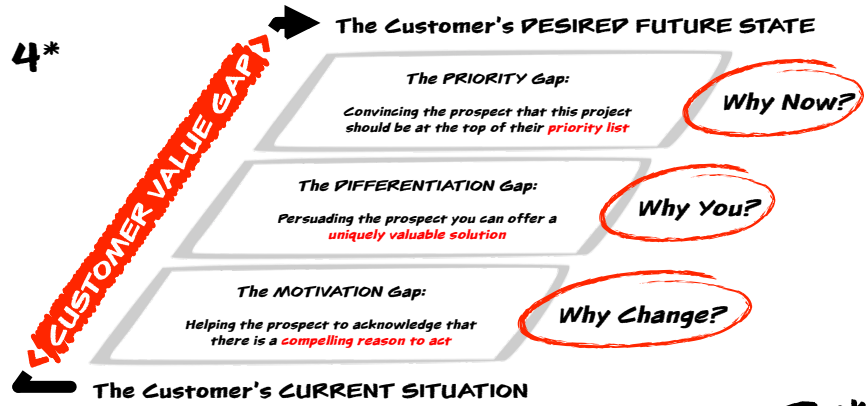 The Customer's DESIRED FUTURE STATE
4*
The PRIORITY Gap:
Convincing the prospect that this project
should be at the top of their priority list
Why Now?
CUSTOMER VALUE GAP
The DIFFERENTIATION Gap:
Persuading the prospect you can offer a
uniquely valuable solution
Why You?
The MOTIVATION Gap:
Helping the prospect to acknowledge that
there is a compelling reason to act
Why Change?
The Customer's CURRENT SITUATION